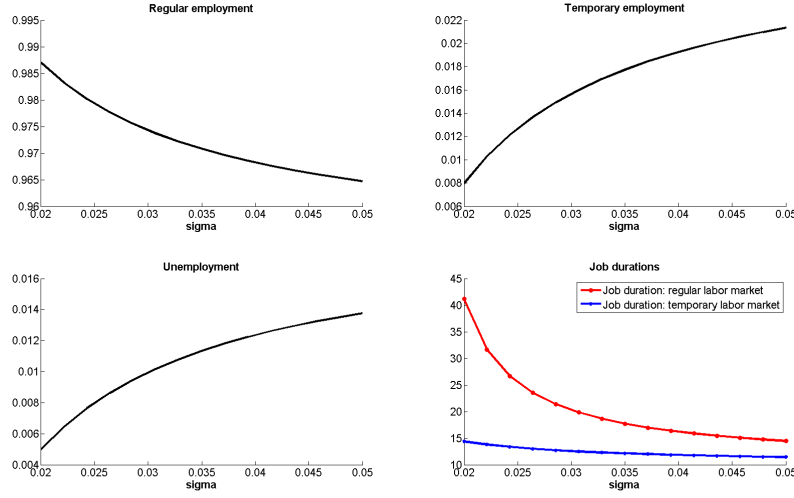 Regular employment
0.995
0.99
0.985
0.98
0.975
0.97
0.965
0.96
0.02 0.025 0.03 0.035 0.04 0.045 0.05
sigma
Temporary employment
0.022
0.02
0.018
0.016
0.014
0.012
0.01
0.008
0.006
0.02 0.025 0.03 0.035 0.04 0.045 0.05
sigma
Unemployment
0.016
0.014
0.012
0.01
0.008
0.006
0.004
0.02 0.025 0.03 0.035 0.04 0.045 0.05
sigma
Job durations
Job duration: regular labor market
Job duration: temporary labor market
45
40
35
30
25
20
15
10
0.02 0.025 0.03 0.035 0.04 0.045 0.05
sigma